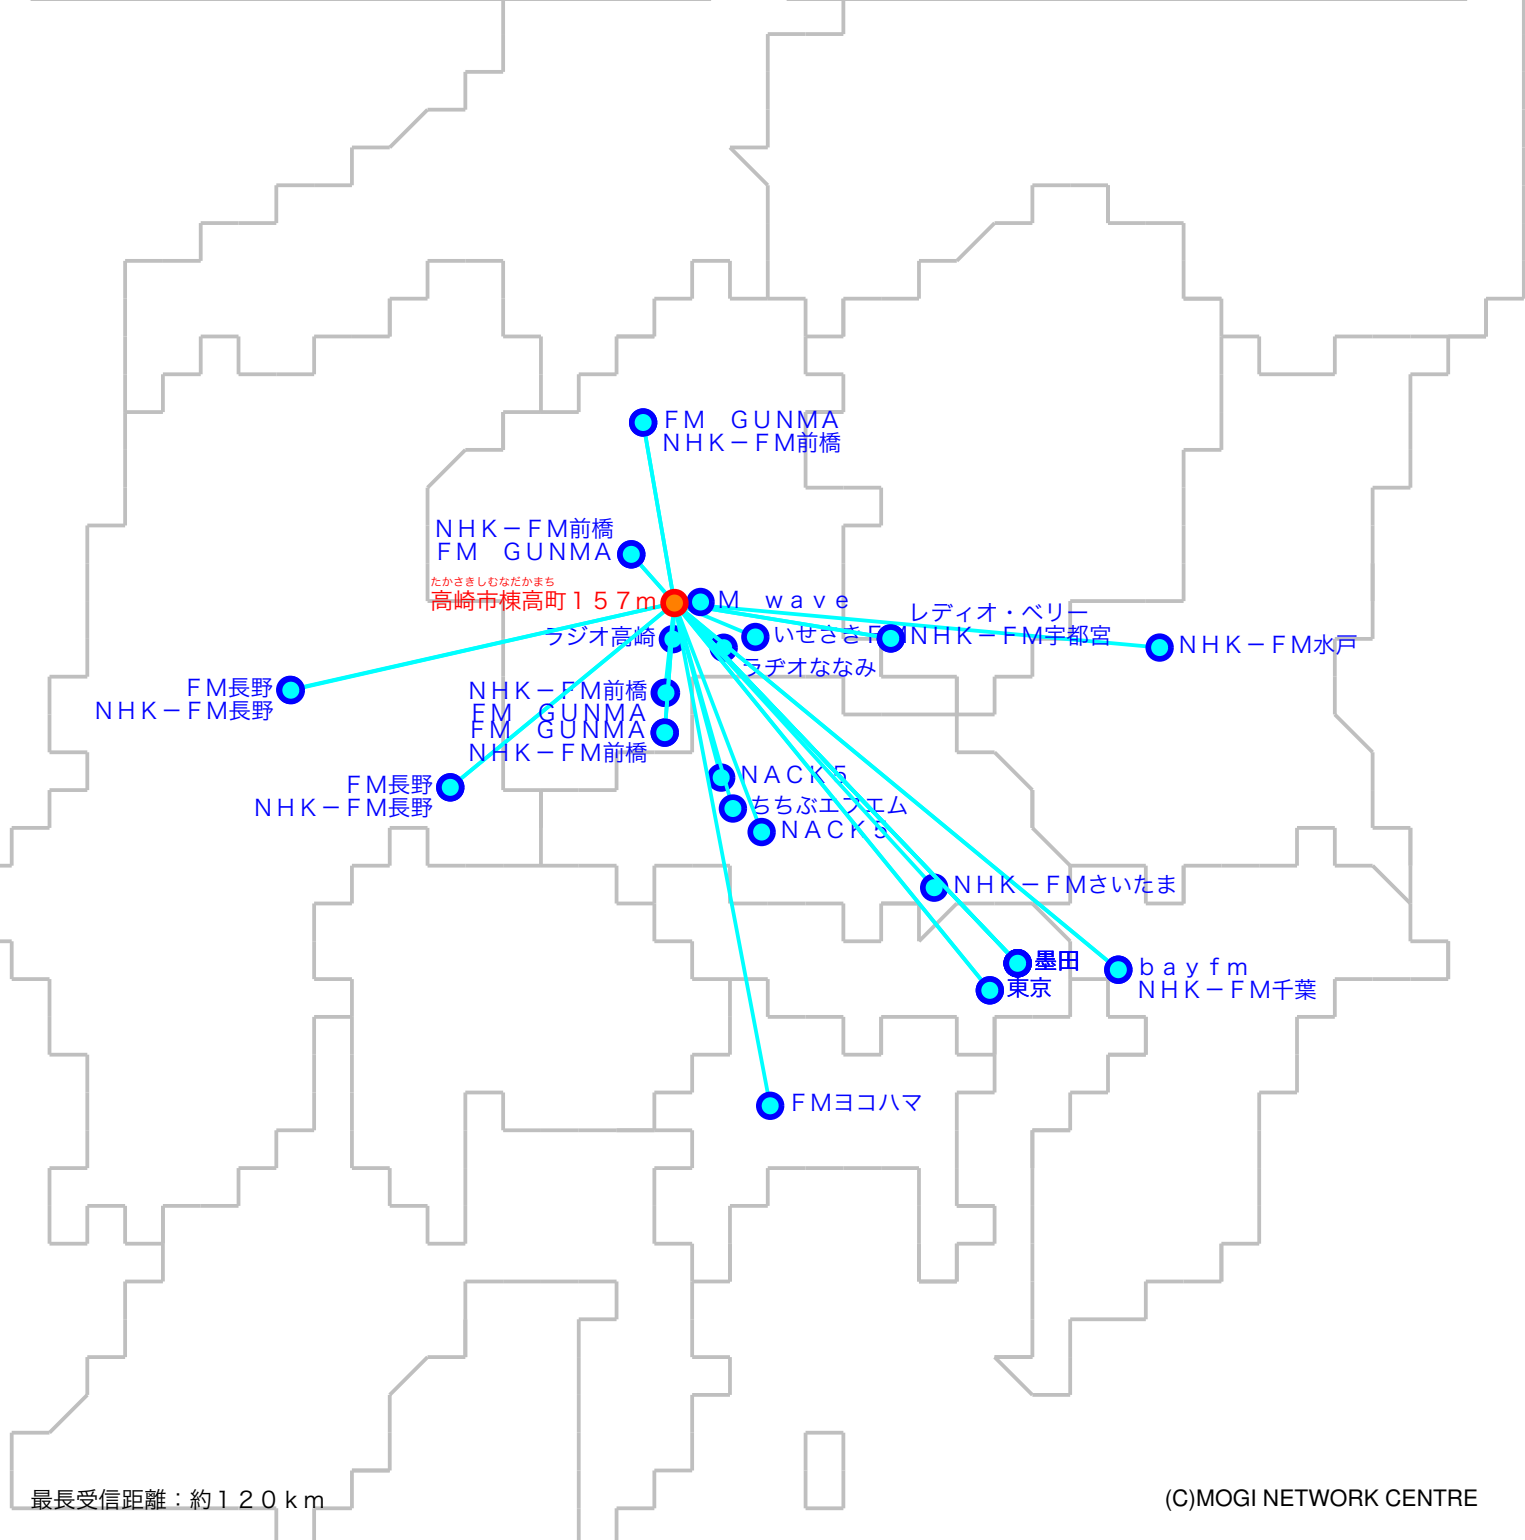 ＦＭ　ＧＵＮＭＡ
ＮＨＫ－ＦＭ前橋
ＮＨＫ－ＦＭ前橋
ＦＭ　ＧＵＮＭＡ
たかさきしむなだかまち
高崎市棟高町１５７ｍ
Ｍ　ｗａｖｅ
レディオ・ベリー
ＮＨＫ－ＦＭ宇都宮
ラジオ高崎
いせさきＦＭ
ＮＨＫ－ＦＭ水戸
ラヂオななみ
ＦＭ長野
ＮＨＫ－ＦＭ長野
ＮＨＫ－ＦＭ前橋
ＦＭ　ＧＵＮＭＡ
ＦＭ　ＧＵＮＭＡ
ＮＨＫ－ＦＭ前橋
ＦＭ長野
ＮＨＫ－ＦＭ長野
ＮＡＣＫ５
ちちぶエフエム
ＮＡＣＫ５
ＮＨＫ－ＦＭさいたま
墨田
東京
ｂａｙｆｍ
ＮＨＫ－ＦＭ千葉
ＦＭヨコハマ
最長受信距離：約１２０ｋｍ
(C)MOGI NETWORK CENTRE